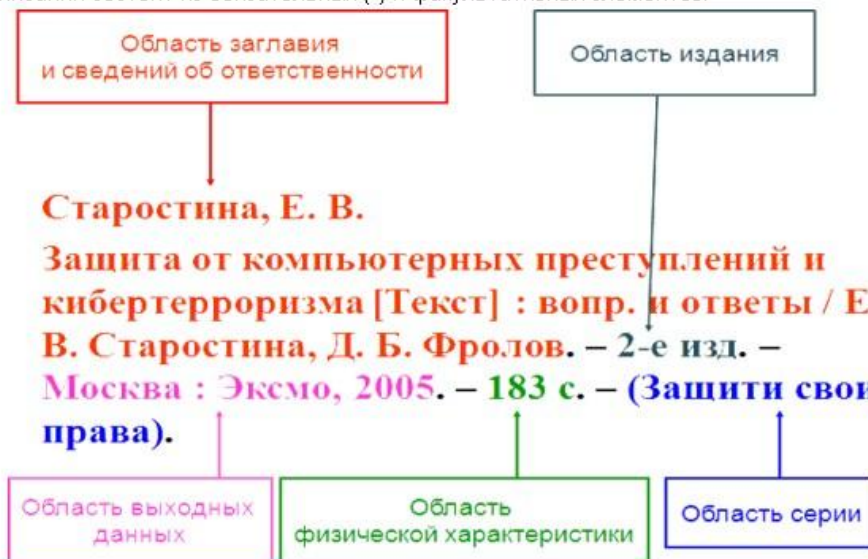 Область заглавия
и сведений об ответственности
Область издания
Старостина, Е. В.
Защита от компьютерных преступлений и
кибертерроризма [Текст] : вопр. и ответы / Е
В. Старостина, Д. Б. Фролов. – 2-е изд. –
Москва : Эксмо, 2005. – 183 с. – (Защити свои
права).
Область выходных
данных
Область
физической характеристики
Область серии